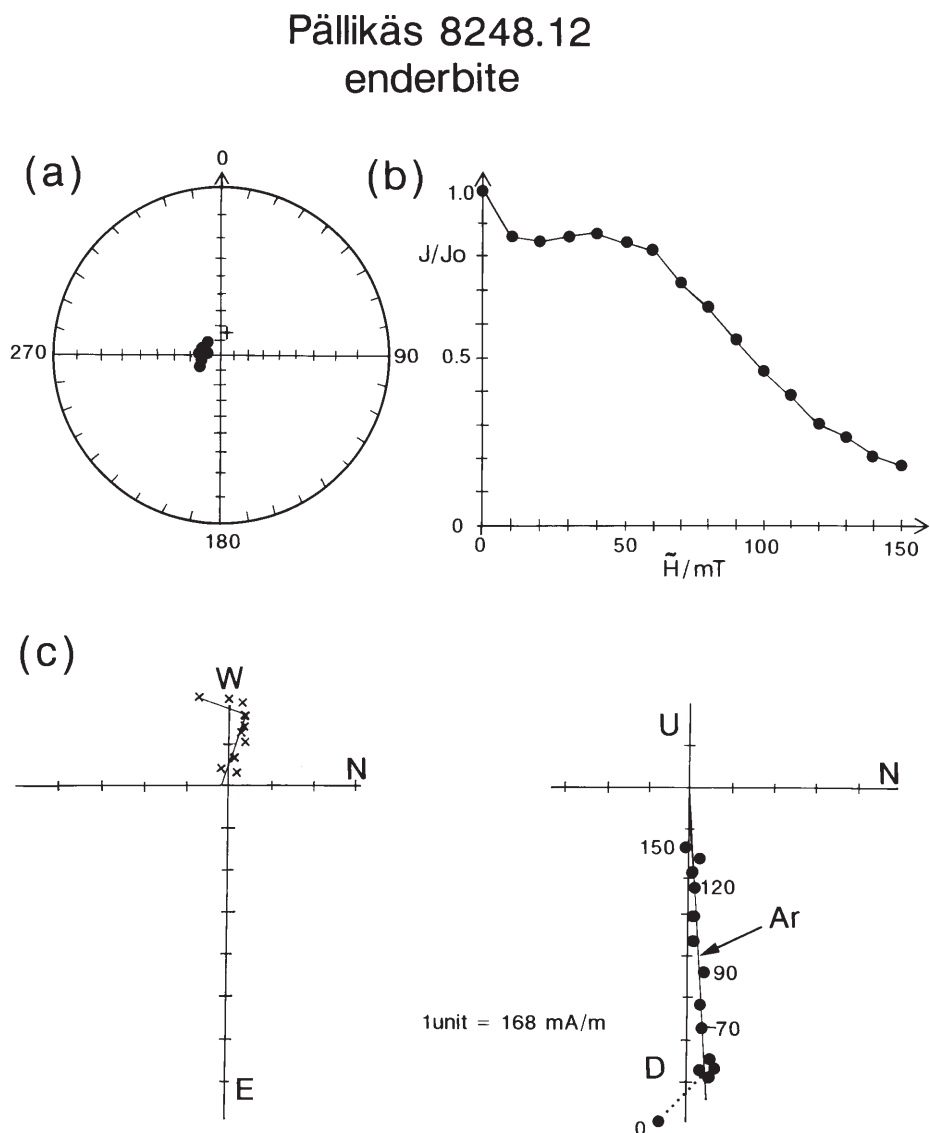 Pällikäs 8248.12
enderbite
(a)
0
270
90
180
(b)
1.0
J/Jo
0.5
0
0
50
100
150
H̃/mT
(c)
W
N
E
U
N
150
120
Ar
90
1unit = 168 mA/m
70
D
0